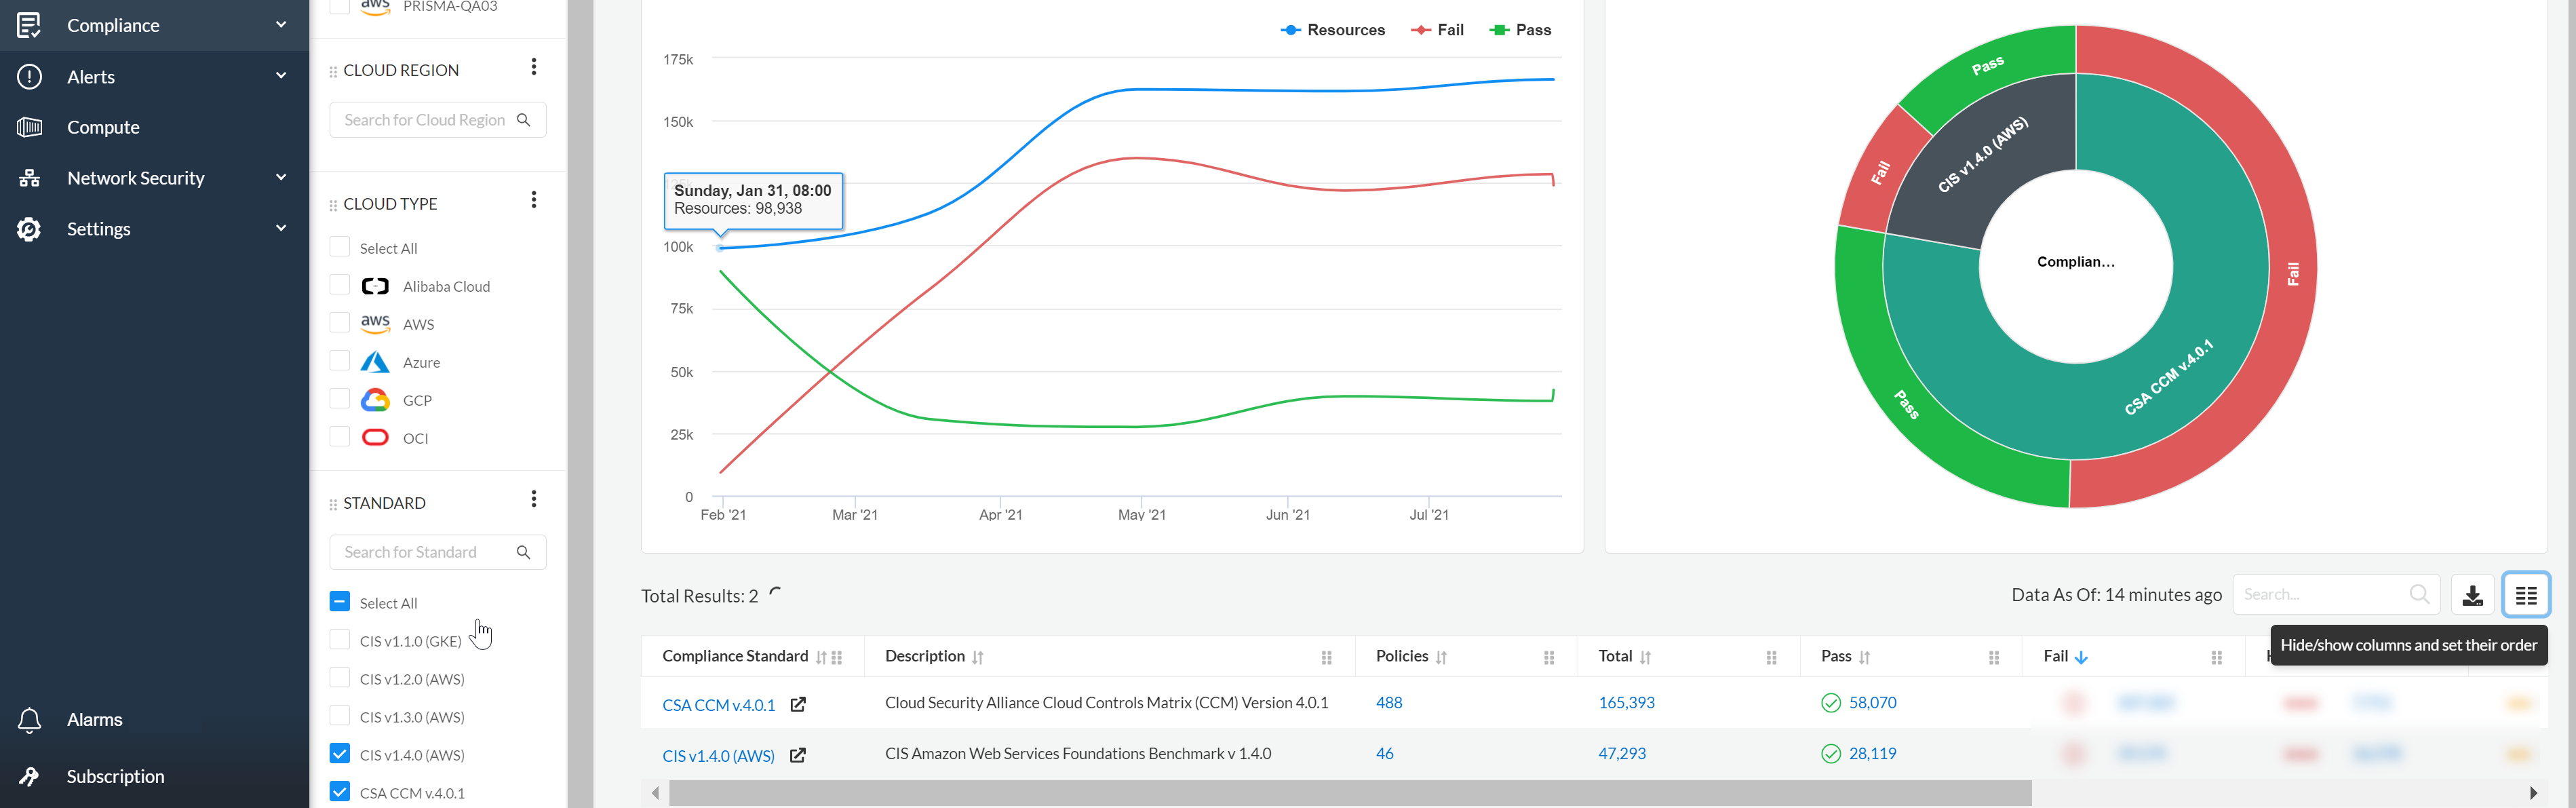 Compliance
Alerts
Compute
Network Security
Settings
Alarms
Subscription
aws PRISMA-QA03
CLOUD REGION
Search for Cloud Region
CLOUD TYPE
Select All
Alibaba Cloud
aws AWS
Azure
GCP
OCI
STANDARD
Search for Standard
Select All
CIS v1.1.0 (GKE)
CIS v1.2.0 (AWS)
CIS v1.3.0 (AWS)
CIS v1.4.0 (AWS)
CSA CCM v.4.0.1
Resources Fail Pass
175k
150k
Sunday, Jan 31, 08:00
Resources: 98,938
100k
75k
50k
25k
0
Feb '21 Mar '21 Apr '21 May '21 Jun '21 Jul '21
Pass
Fail
CIS v1.4.0 (AWS)
Complian...
Fail
CSA CCM v.4.0.1
Pass
Total Results: 2
Data As Of: 14 minutes ago
Search...
Hide/show columns and set their order
Compliance Standard Description Policies Total Pass Fail
CSA CCM v.4.0.1 Cloud Security Alliance Cloud Controls Matrix (CCM) Version 4.0.1 488 165,393 58,070
CIS v1.4.0 (AWS) CIS Amazon Web Services Foundations Benchmark v 1.4.0 46 47,293 28,119